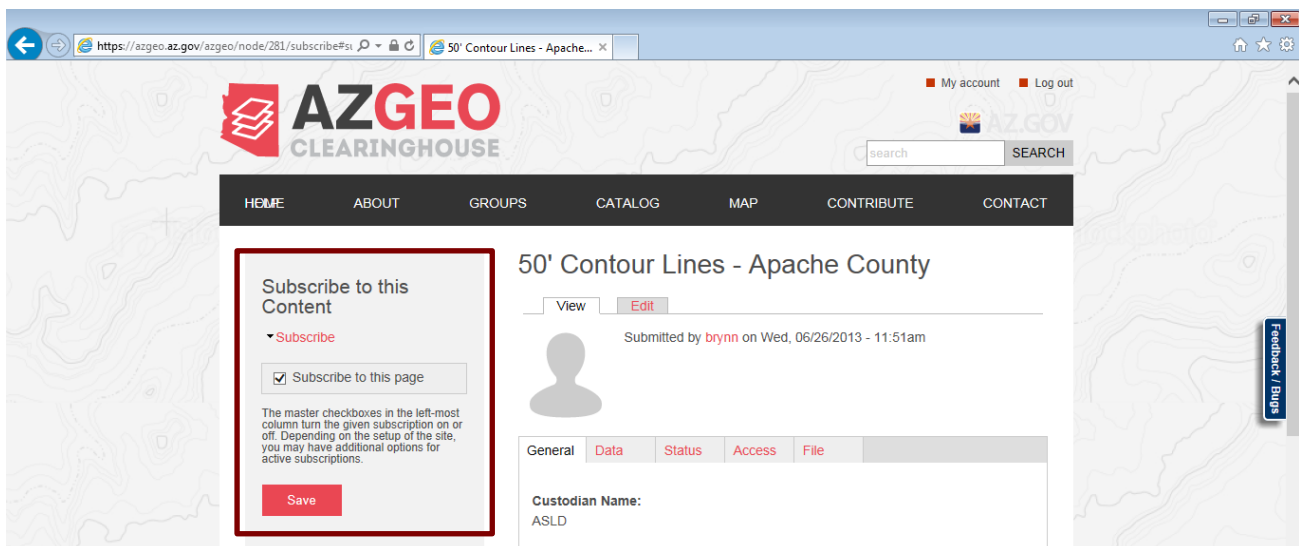 https://azgeo.az.gov/azgeo/node/281/subscribe#su
50' Contour Lines - Apache...
My account
Log out
AZGEO
CLEARINGHOUSE
AZ.GOV
search
SEARCH
HOME
HELP
ABOUT
GROUPS
CATALOG
MAP
CONTRIBUTE
CONTACT
Subscribe to this
Content
Subscribe
Subscribe to this page
The master checkboxes in the left-most
column turn the given subscription on or
off. Depending on the setup of the site,
you may have additional options for
active subscriptions.
Save
50' Contour Lines - Apache County
View
Edit
Submitted by brynn on Wed, 06/26/2013 - 11:51am
General
Data
Status
Access
File
Custodian Name:
ASLD
Feedback / Bugs